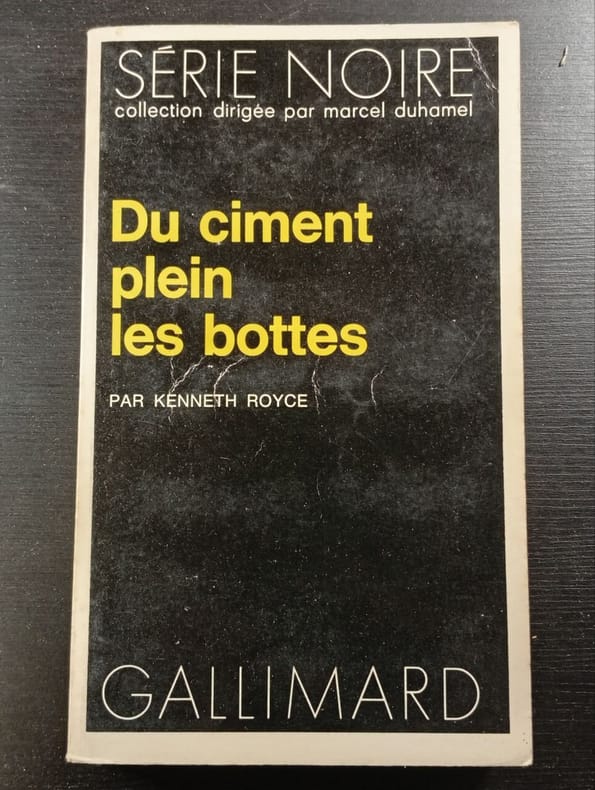 SÉRIE NOIRE
collection dirigée par marcel duhamel
Du ciment
plein
les bottes
PAR KENNETH ROYCE
GALLIMARD